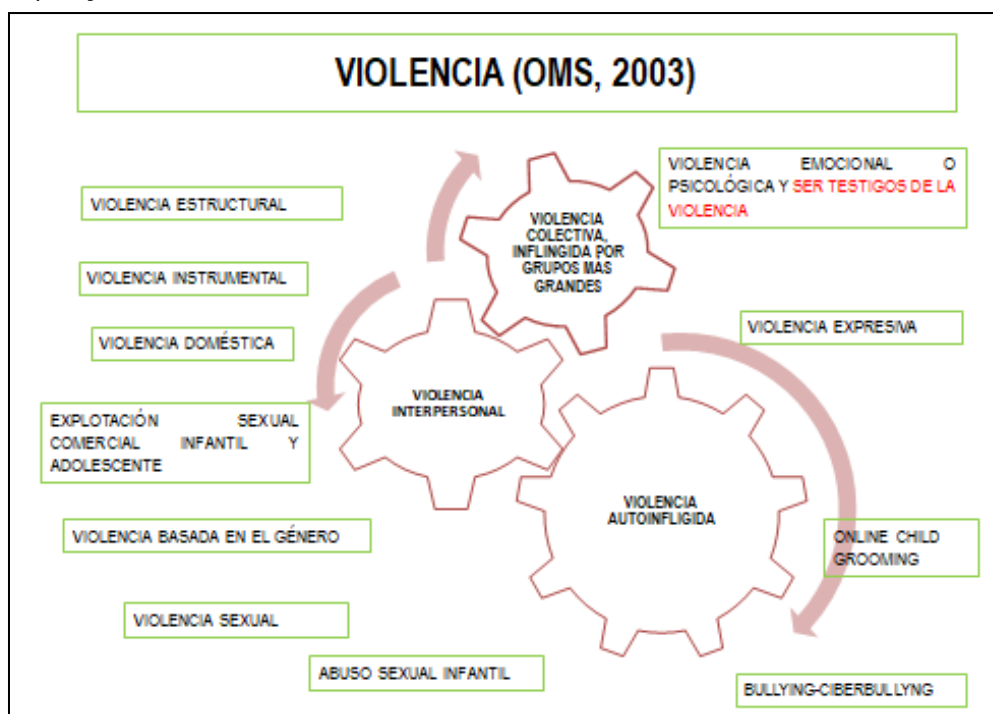 VIOLENCIA (OMS, 2003)
VIOLENCIA EMOCIONAL O
PSICOLÓGICA Y SER TESTIGOS DE LA
VIOLENCIA
VIOLENCIA ESTRUCTURAL
VIOLENCIA
COLECTIVA,
INFLINGIDA POR
GRUPOS MAS
GRANDES
VIOLENCIA INSTRUMENTAL
VIOLENCIA EXPRESIVA
VIOLENCIA DOMÉSTICA
VIOLENCIA
INTERPERSONAL
EXPLOTACIÓN SEXUAL
COMERCIAL INFANTIL Y
ADOLESCENTE
VIOLENCIA
AUTOINFLIGIDA
VIOLENCIA BASADA EN EL GÉNERO
ONLINE CHILD
GROOMING
VIOLENCIA SEXUAL
ABUSO SEXUAL INFANTIL
BULLYING-CIBERBULLYNG